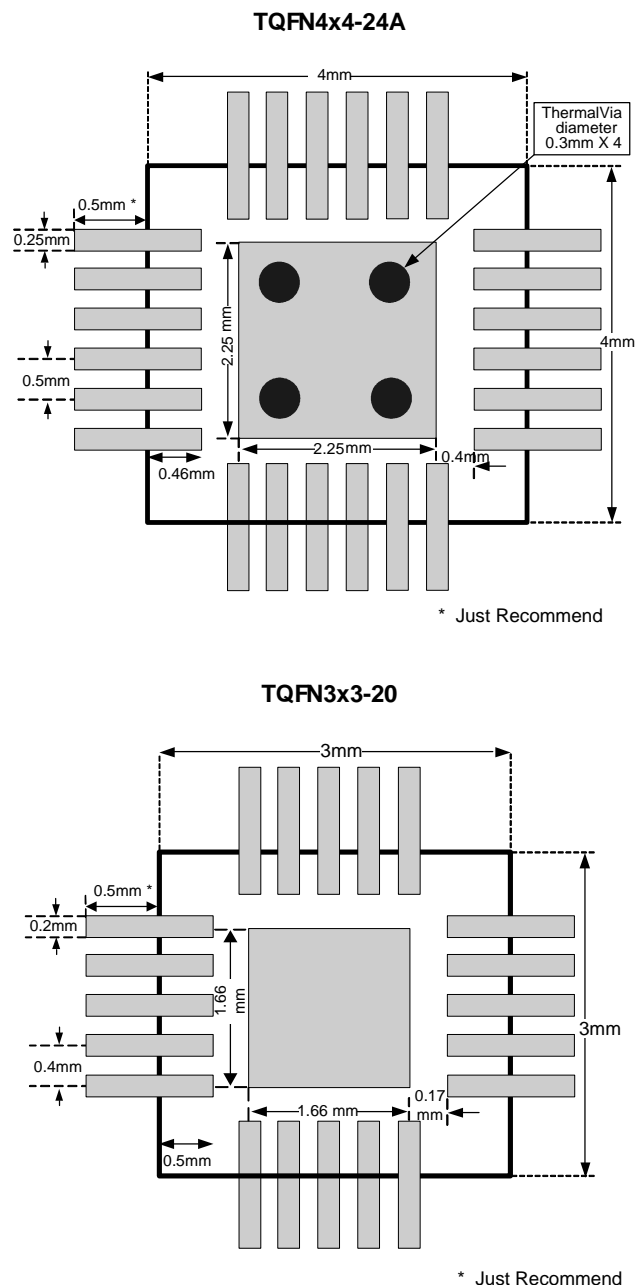 TQFN4x4-24A
4mm
ThermalVia
diameter
0.3mm X 4
0.5mm *
0.25mm
2.25 mm
4mm
0.5mm
2.25mm
0.4mm
0.46mm
* Just Recommend
TQFN3x3-20
3mm
0.5mm *
0.2mm
1.66
mm
3mm
0.4mm
0.17
mm
1.66 mm
0.5mm
* Just Recommend